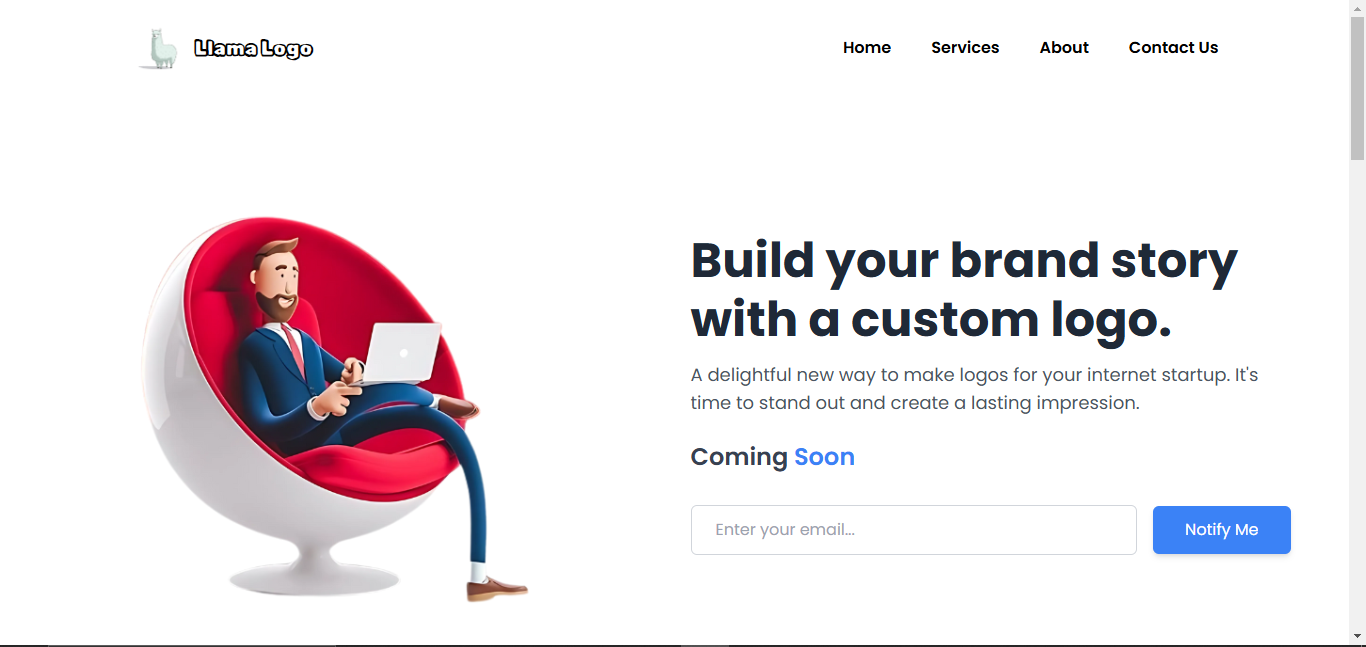 Llama Logo
Home Services About Contact Us
Build your brand story
with a custom logo.
A delightful new way to make logos for your internet startup. It's
time to stand out and create a lasting impression.
Coming Soon
Enter your email...
Notify Me